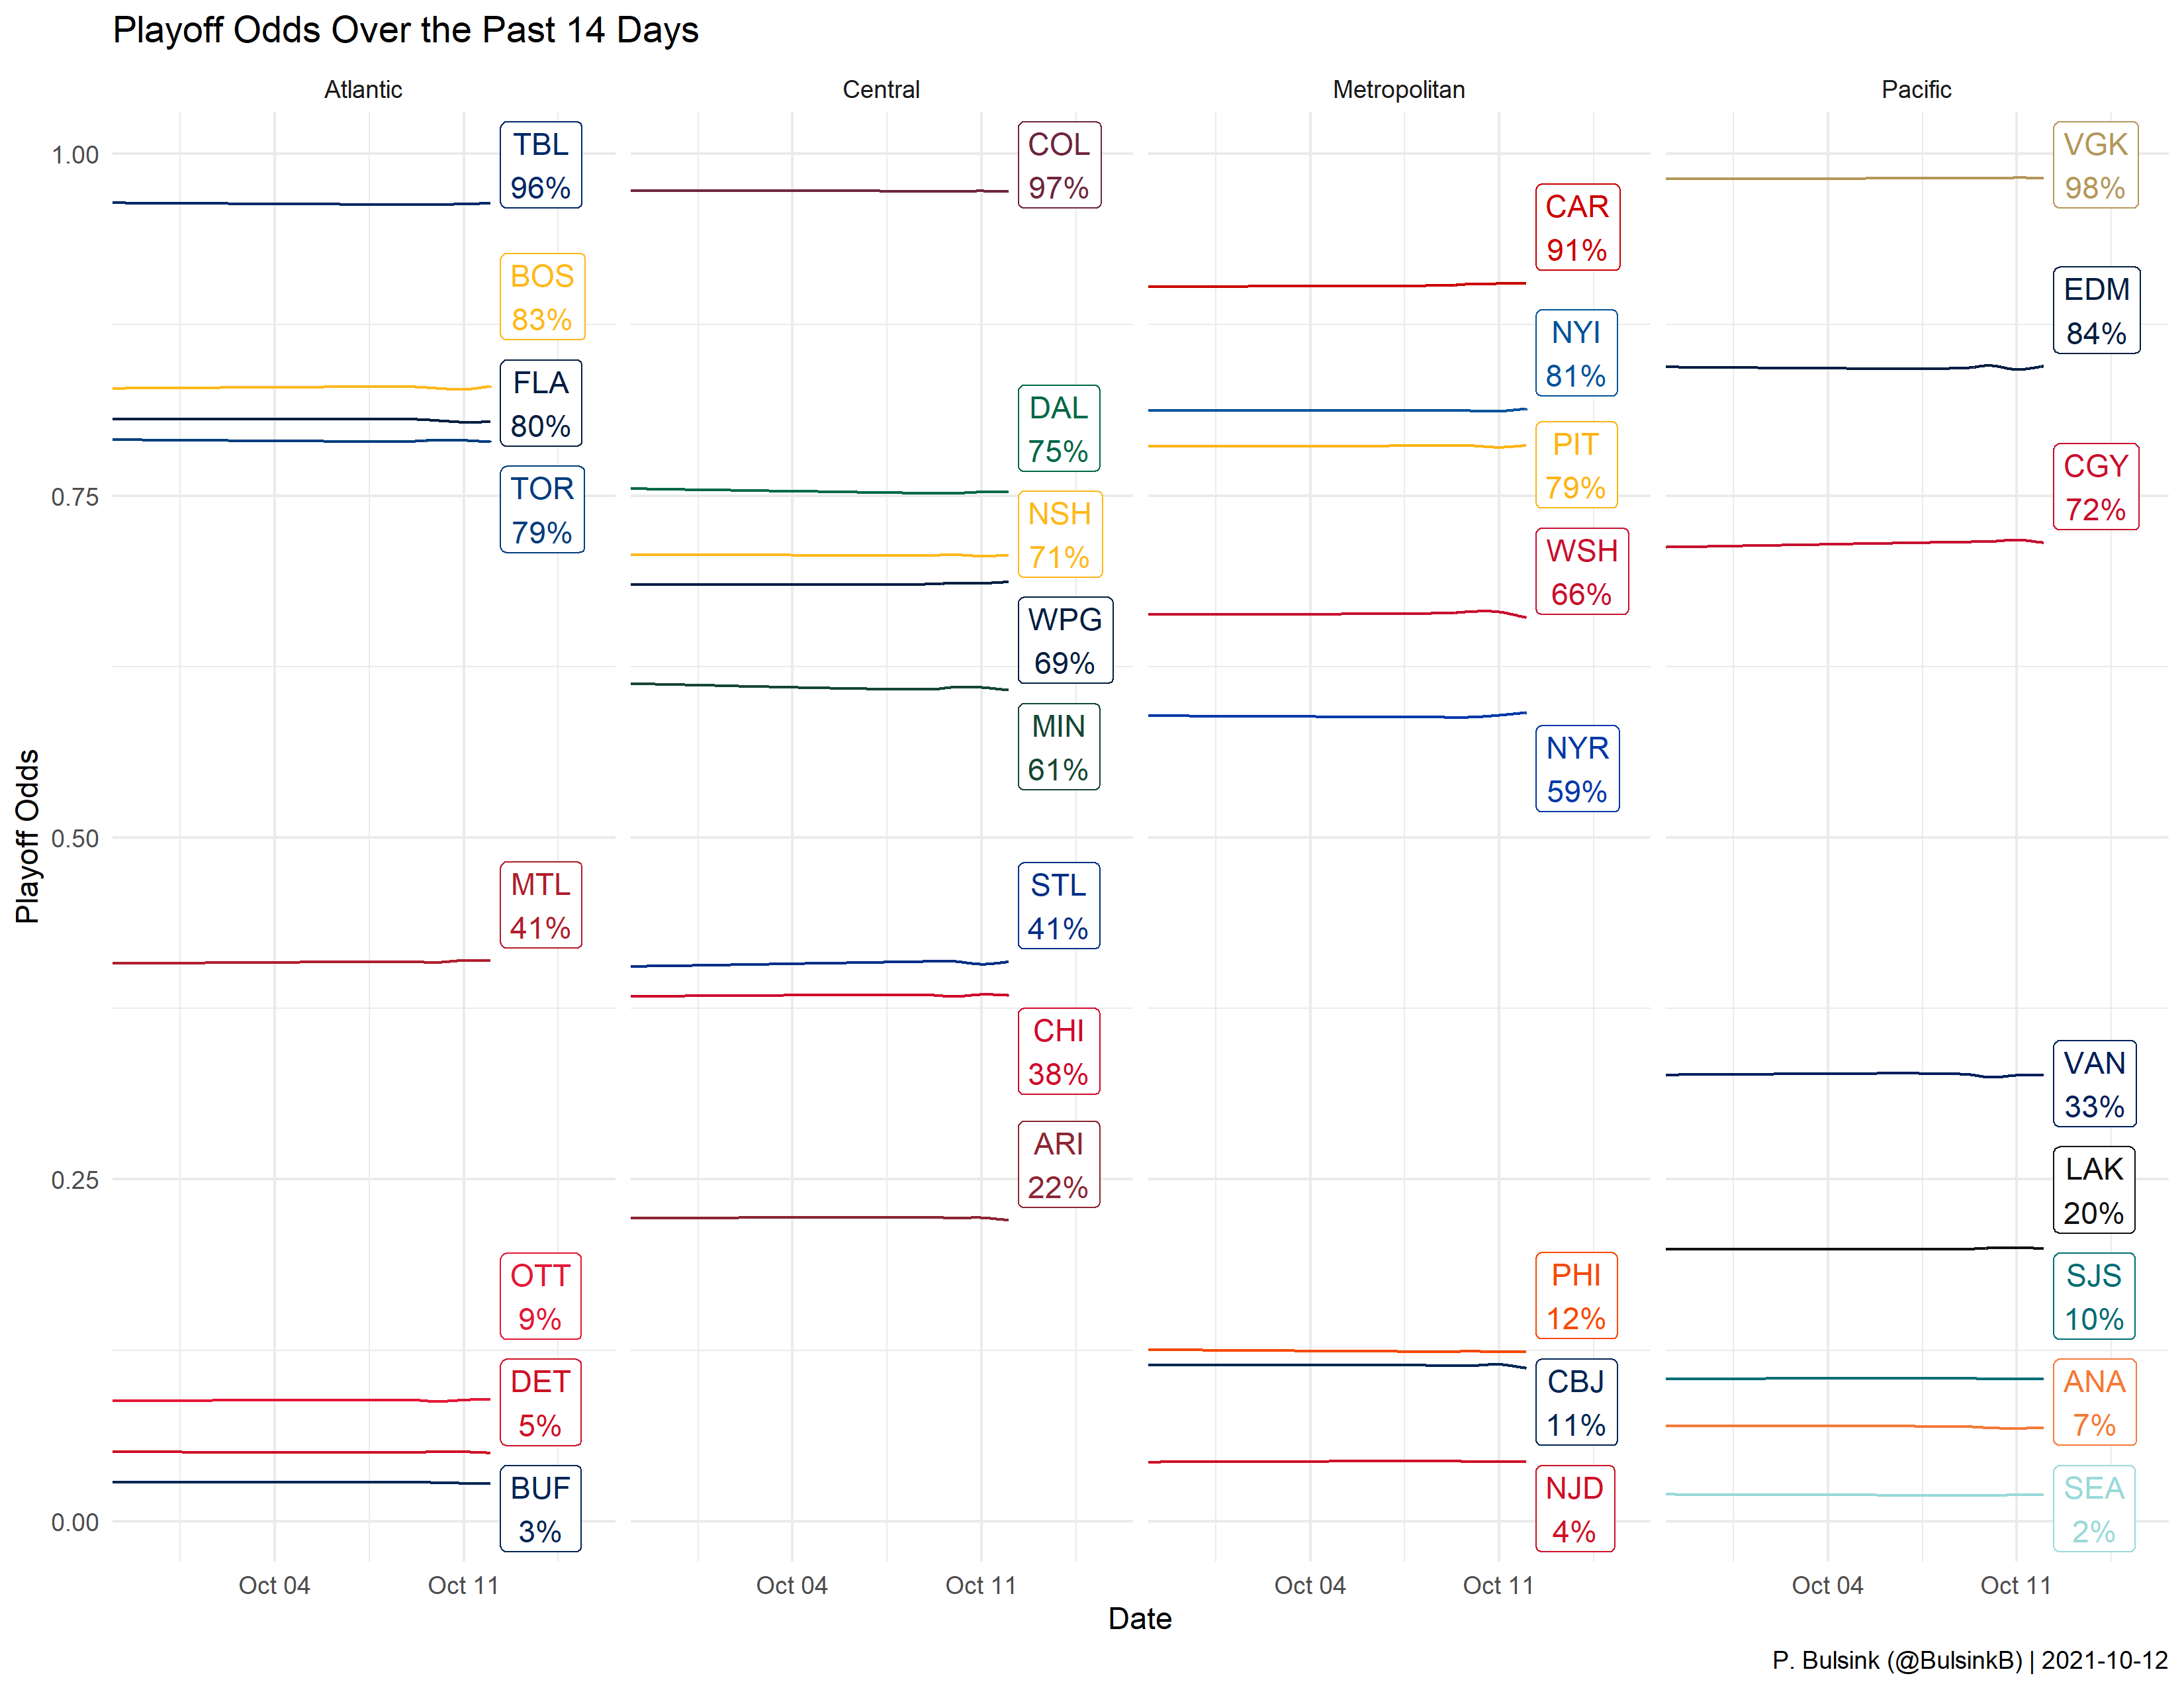 Playoff Odds Over the Past 14 Days
Atlantic
Central
Metropolitan
Pacific
Playoff Odds
1.00
0.75
0.50
0.25
0.00
TBL
96%
BOS
83%
FLA
80%
TOR
79%
MTL
41%
OTT
9%
DET
5%
BUF
3%
COL
97%
DAL
75%
NSH
71%
WPG
69%
MIN
61%
STL
41%
CHI
38%
ARI
22%
CAR
91%
NYI
81%
PIT
79%
WSH
66%
NYR
59%
PHI
12%
CBJ
11%
NJD
4%
VGK
98%
EDM
84%
CGY
72%
VAN
33%
LAK
20%
SJS
10%
ANA
7%
SEA
2%
Oct 04
Oct 11
Oct 04
Oct 11
Oct 04
Oct 11
Oct 04
Oct 11
Date
P. Bulsink (@BulsinkB) | 2021-10-12